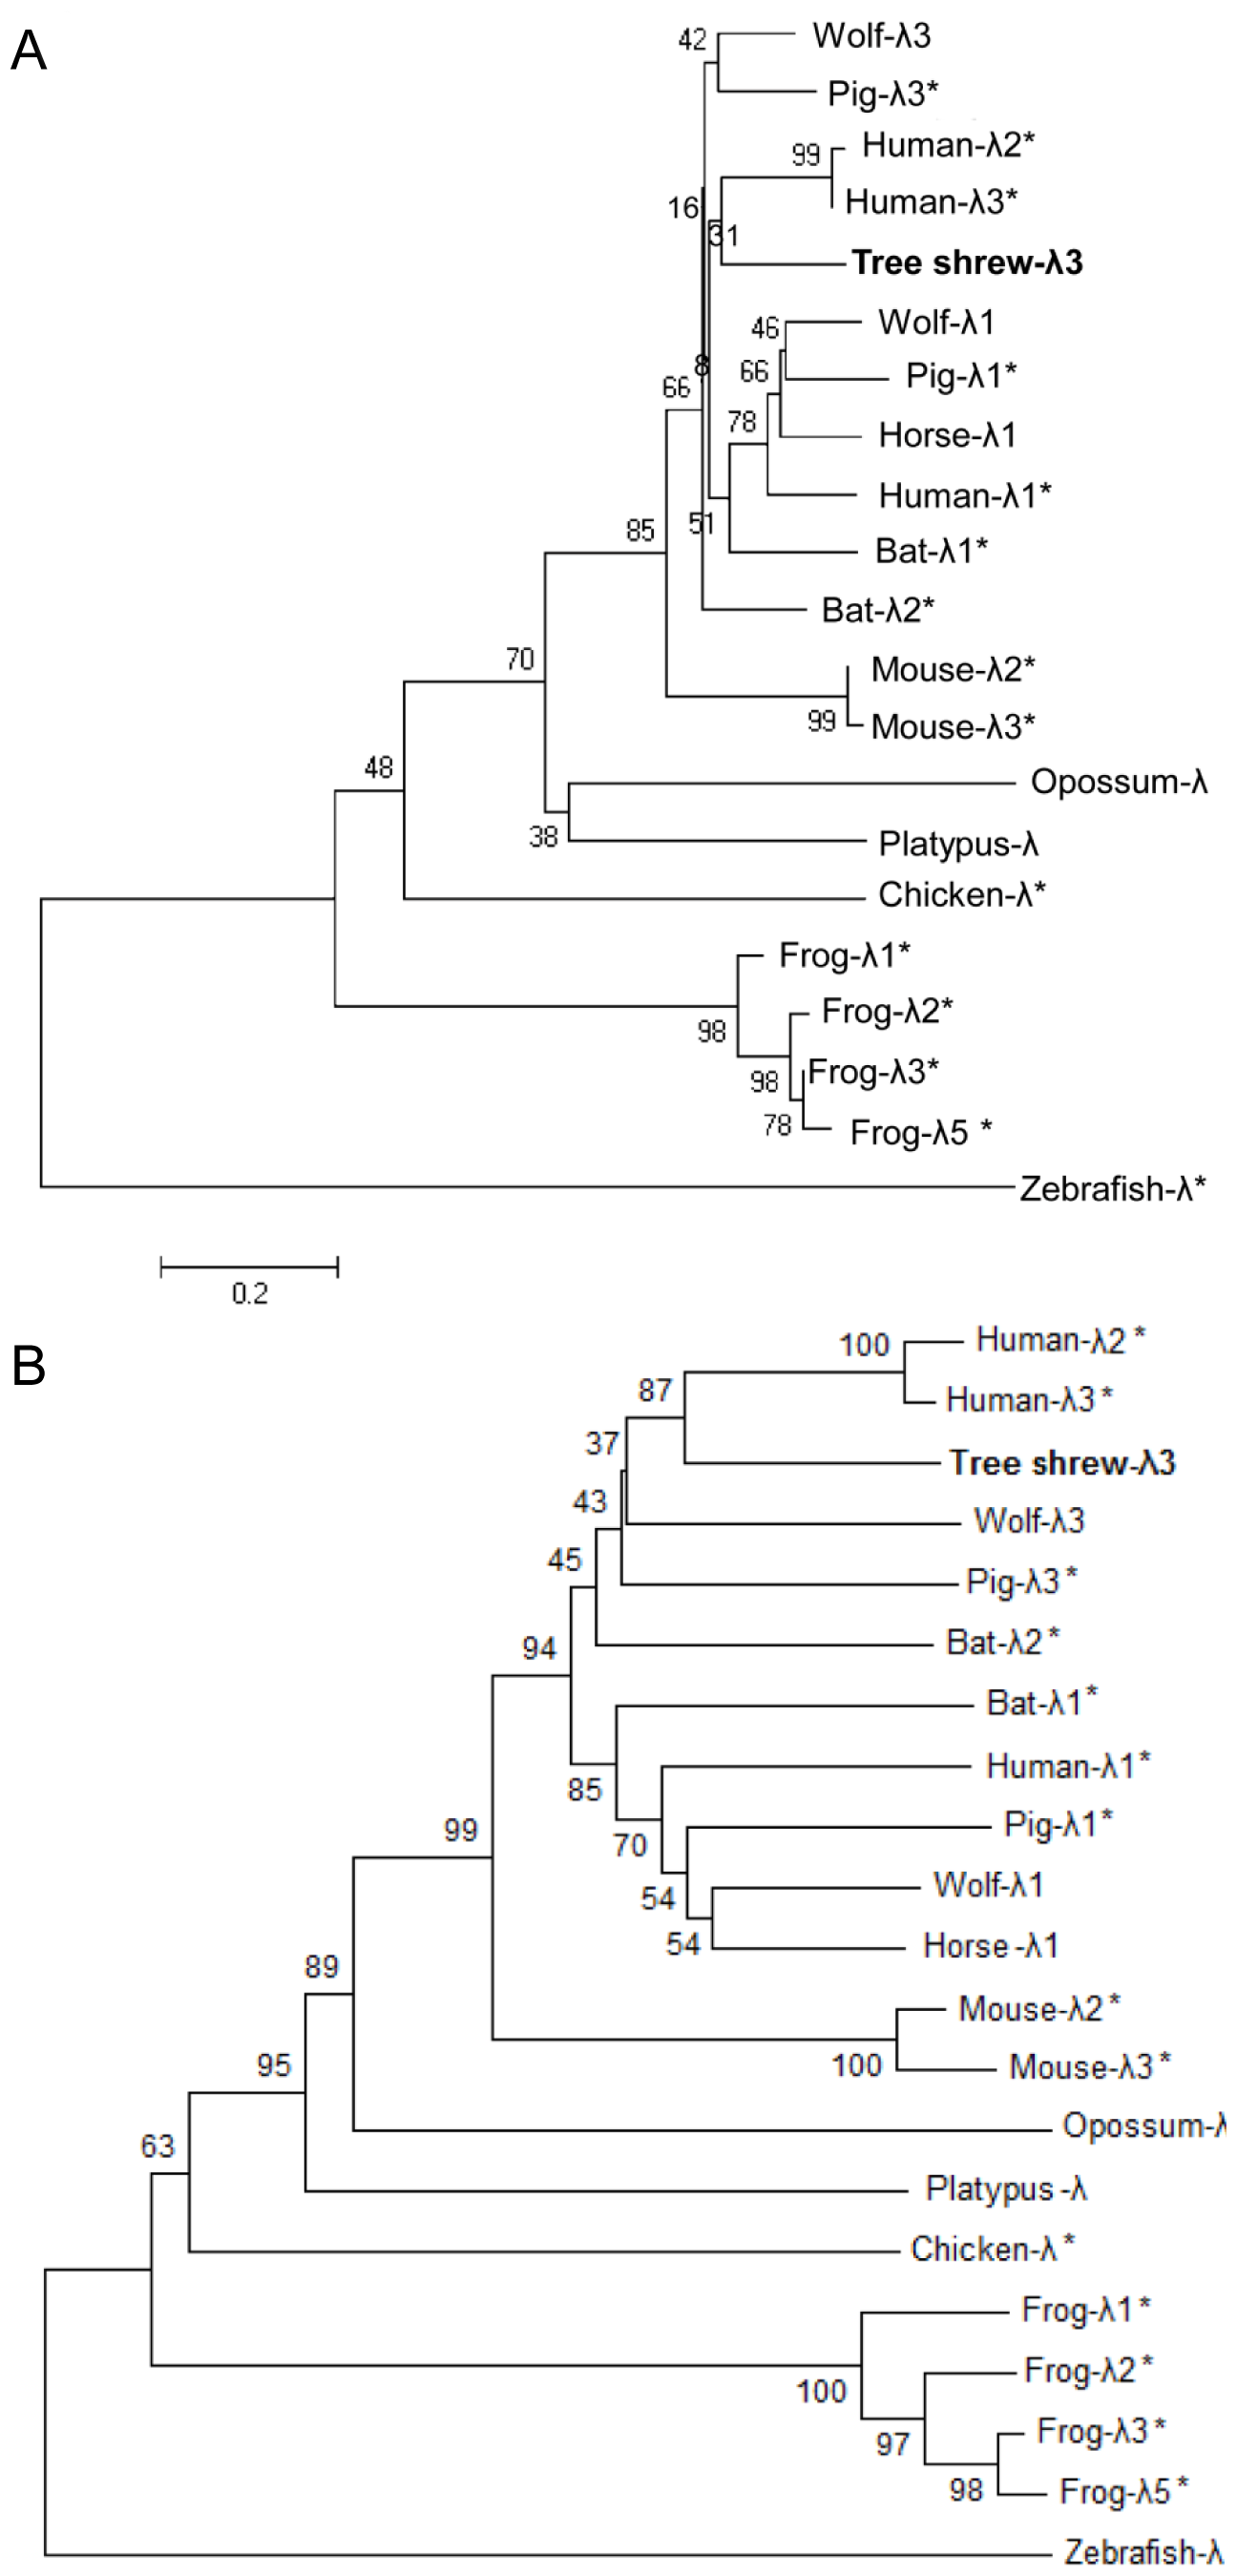 A
42
Wolf-λ3
Pig-λ3*
99
Human-λ2*
Human-λ3*
16
31
Tree shrew-λ3
46
Wolf-λ1
8
66
66
Pig-λ1*
78
Horse-λ1
Human-λ1*
85
51
Bat-λ1*
Bat-λ2*
70
Mouse-λ2*
99
Mouse-λ3*
48
Opossum-λ
38
Platypus-λ
Chicken-λ*
Frog-λ1*
98
Frog-λ2*
98
Frog-λ3*
78
Frog-λ5 *
Zebrafish-λ*
0.2
B
100
Human-λ2 *
87
Human-λ3 *
37
Tree shrew-λ3
43
Wolf-λ3
45
Pig-λ3 *
94
Bat-λ2 *
Bat-λ1 *
85
Human-λ1 *
99
70
Pig-λ1 *
54
Wolf-λ1
54
Horse -λ1
89
Mouse-λ2 *
95
100
Mouse-λ3 *
63
Opossum-λ
Platypus -λ
Chicken-λ *
Frog-λ1 *
100
Frog-λ2 *
97
Frog-λ3 *
98
Frog-λ5 *
Zebrafish-λ